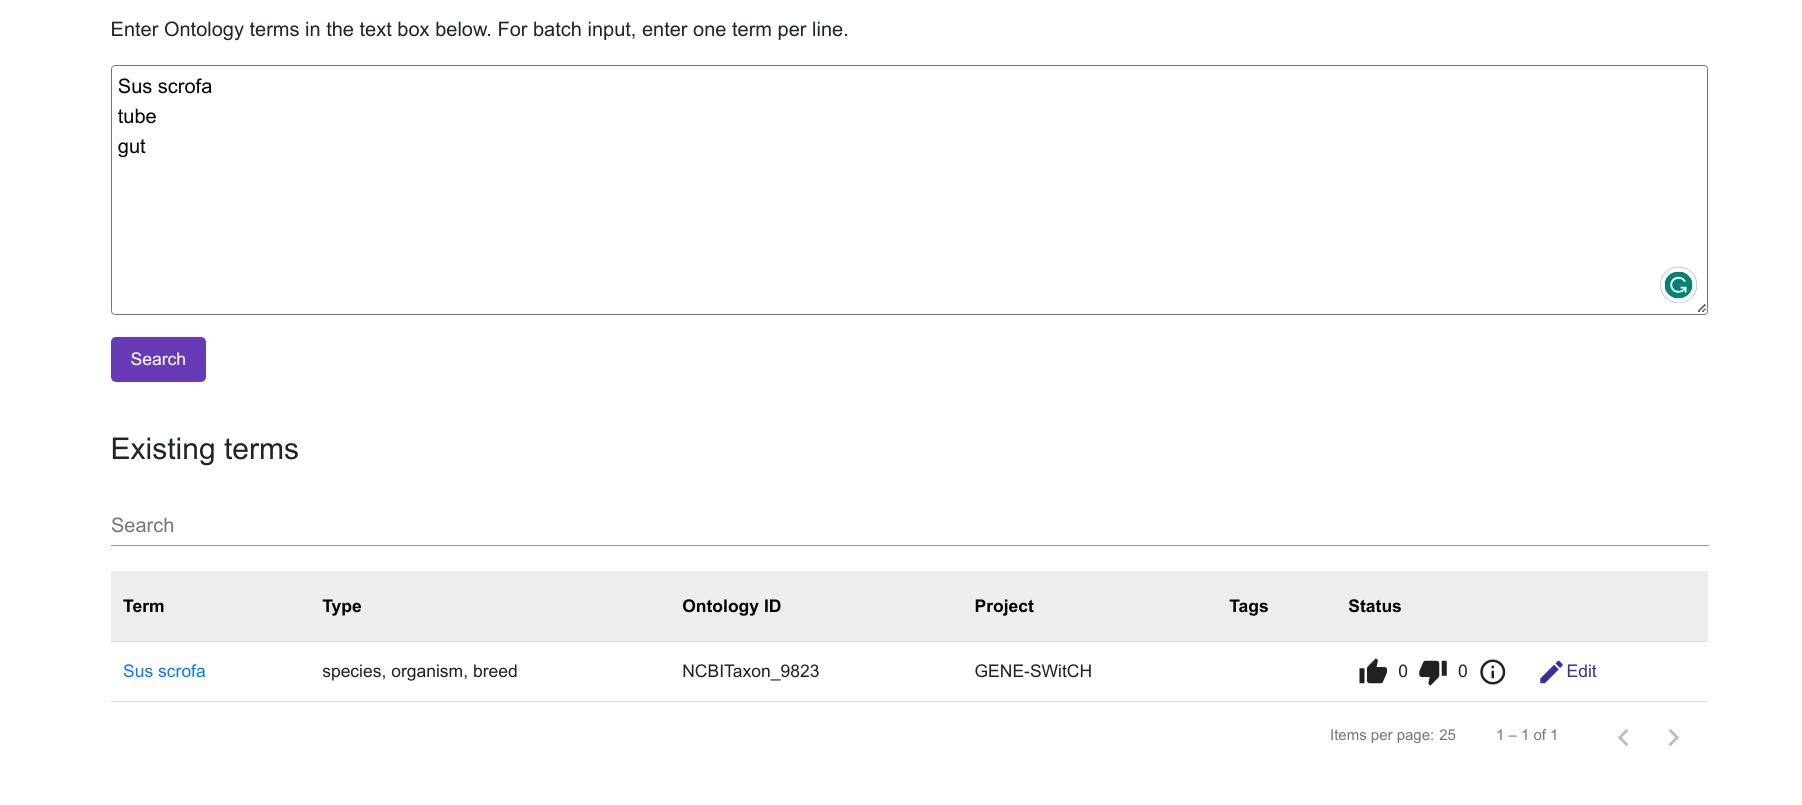 Enter Ontology terms in the text box below. For batch input, enter one term per line.
Sus scrofa
tube
gut
Search
Existing terms
Search
Term Type Ontology ID Project Tags Status
Sus scrofa species, organism, breed NCBITaxon_9823 GENE-SWitCH 0 0 Edit
Items per page: 25 1 – 1 of 1